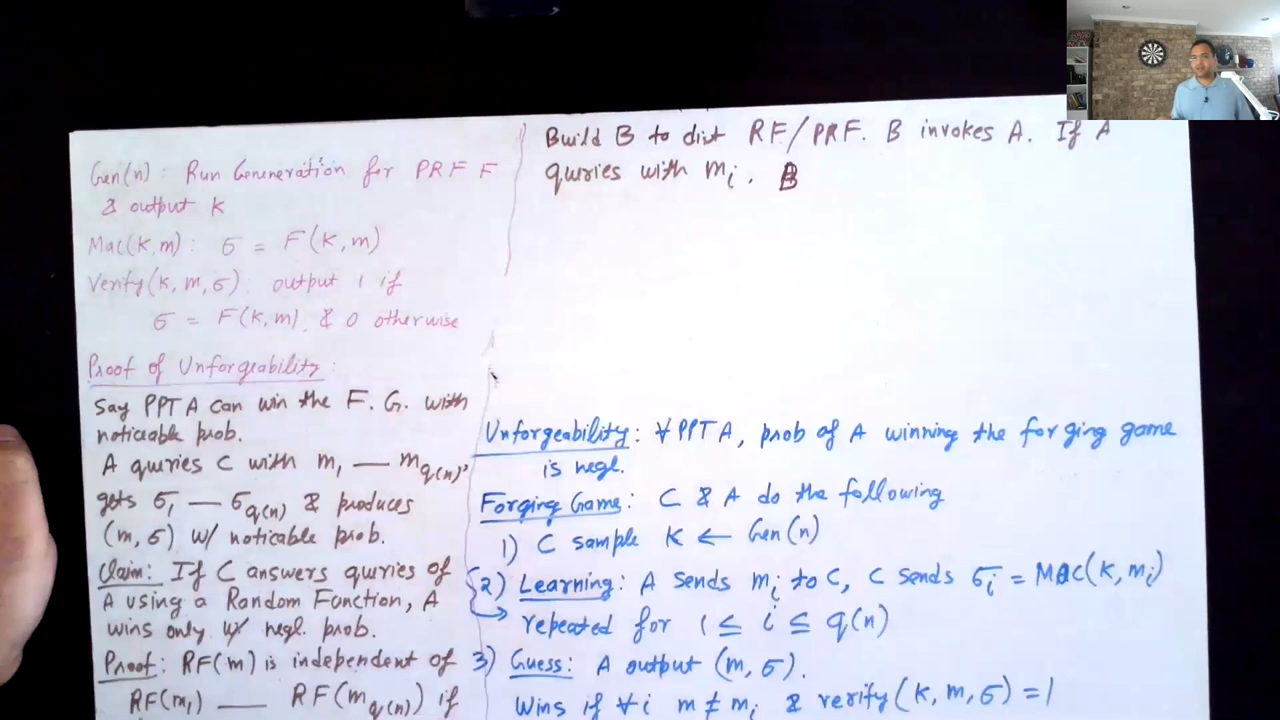 Gen(n): Run Generation for PRF F
& output K
Mac(K,m): σ = F(K,m)
Verify(K,m,σ): output 1 if
σ = F(K,m), & 0 otherwise
Proof of Unforgeability:
Say PPT A can win the F.G. with
noticeable prob.
A queries C with m₁ — m_q(n),
gets σ₁ — σ_q(n) & produces
(m,σ) w/ noticable prob.
Claim: If C answers queries of
A using a Random Function, A
wins only w/ negl. prob.
Proof: RF(m) is independent of
RF(m₁) — RF(m_q(n)) if
Build B to dist RF/PRF. B invokes A. If A
queries with mᵢ, B
Unforgeability: ∀ PPT A, prob of A winning the forging game
is negl.
Forging Game: C & A do the following
1) C sample K ← Gen(n)
2) Learning: A sends mᵢ to C, C sends σᵢ = MAC(K,mᵢ)
repeated for 1 ≤ i ≤ q(n)
3) Guess: A output (m,σ).
Wins if ∀i m ≠ mᵢ & verify(K,m,σ) = 1